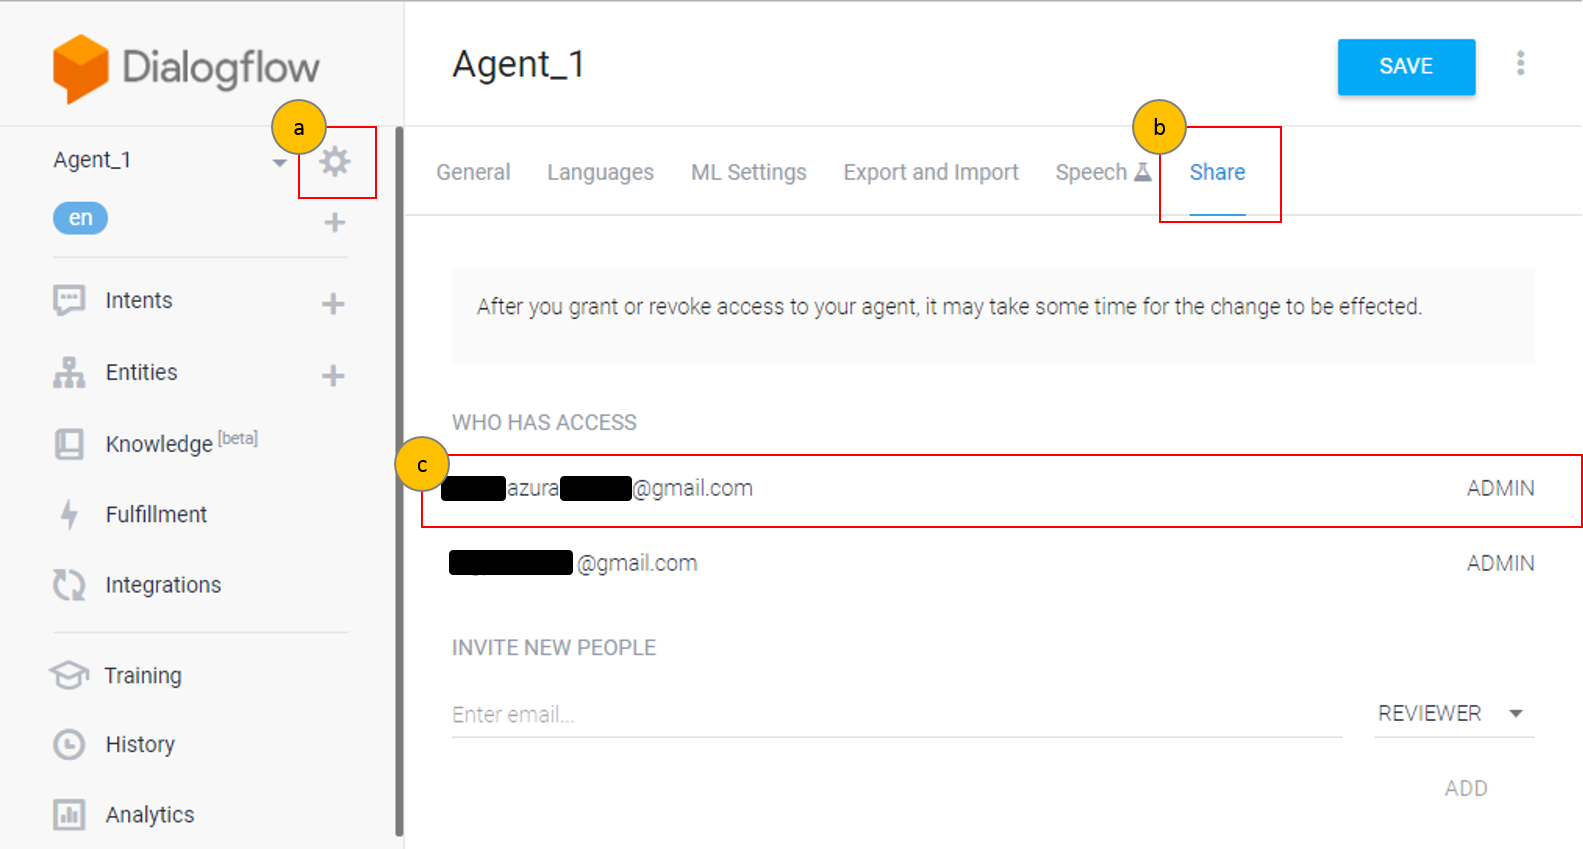 Dialogflow
Agent_1
SAVE
a
b
Agent_1
en
General Languages ML Settings Export and Import Speech Share
After you grant or revoke access to your agent, it may take some time for the change to be effected.
Intents
Entities
Knowledge [beta]
Fulfillment
Integrations
Training
History
Analytics
WHO HAS ACCESS
c
azura @gmail.com ADMIN
@gmail.com ADMIN
INVITE NEW PEOPLE
Enter email... REVIEWER
ADD